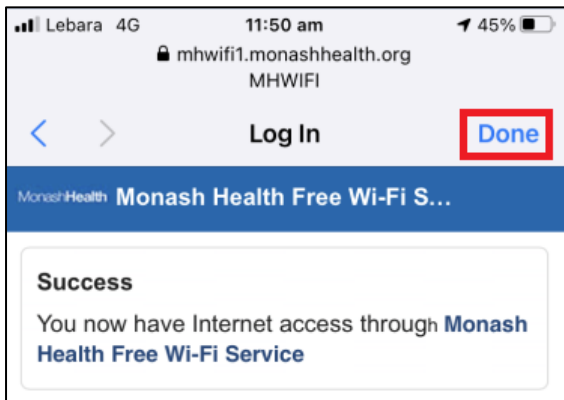 Lebara 4G 11:50 am 45%
mhwifi1.monashhealth.org
MHWIFI
Log In Done
MonashHealth Monash Health Free Wi-Fi S...
Success
You now have Internet access through Monash
Health Free Wi-Fi Service